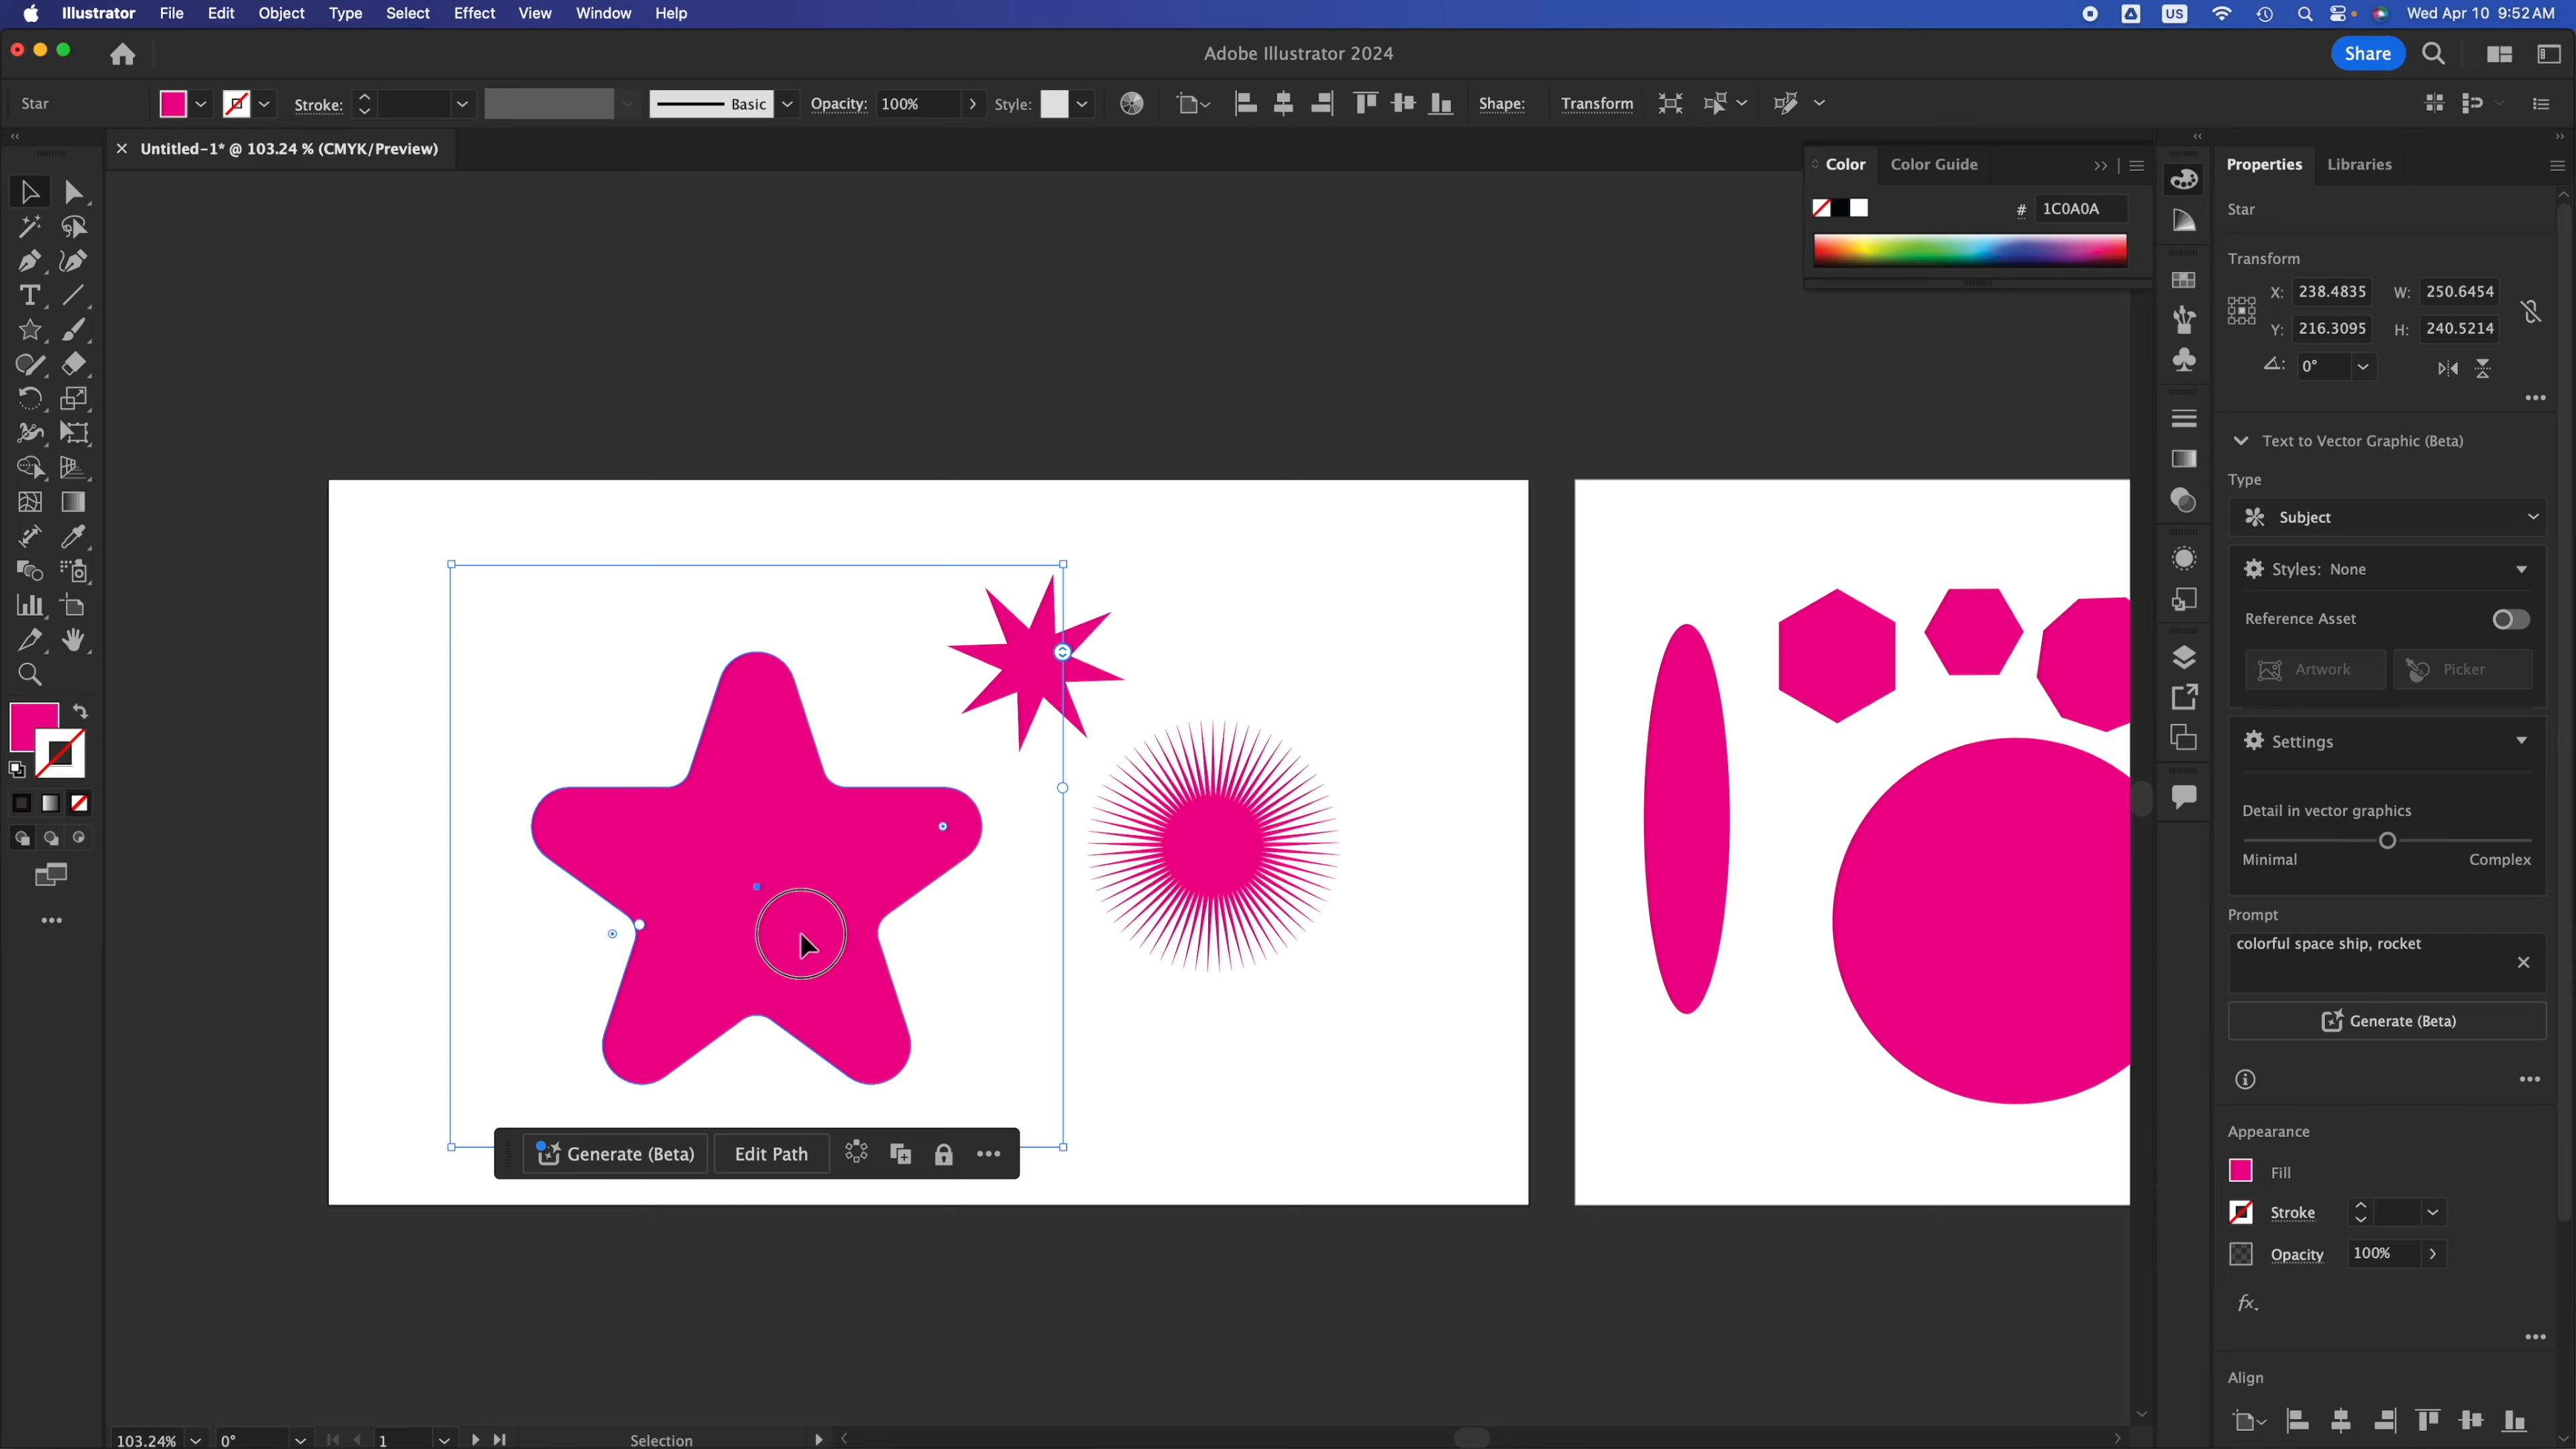 Illustrator File Edit Object Type Select Effect View Window Help US Wed Apr 10 9:52 AM
Adobe Illustrator 2024 Share
Star Stroke: Basic Opacity: 100% Style: Shape: Transform
Untitled-1* @ 103.24 % (CMYK/Preview)
Color Color Guide
# 1C0A0A
Properties Libraries
Star
Transform
X: 238.4835 W: 250.6454
Y: 216.3095 H: 240.5214
0°
Text to Vector Graphic (Beta)
Type
Subject
Styles: None
Reference Asset
Artwork Picker
Settings
Detail in vector graphics
Minimal Complex
Prompt
colorful space ship, rocket
Generate (Beta)
Appearance
Fill
Stroke
Opacity 100%
fx.
Align
Generate (Beta) Edit Path
103.24% 0° 1 Selection